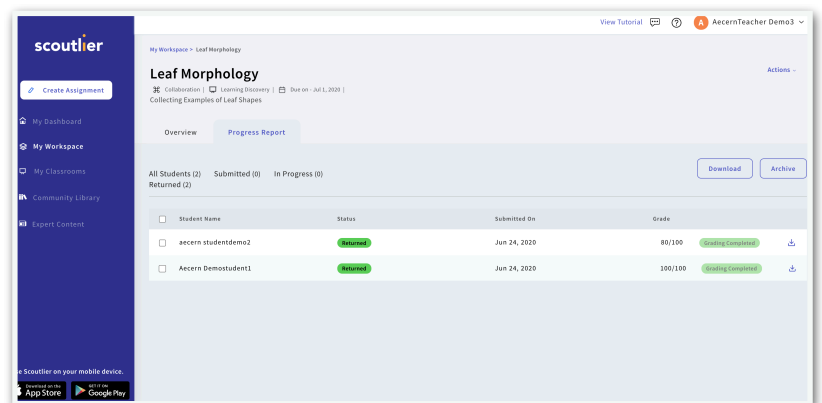 View Tutorial
A AecernTeacher Demo3
scoutlier
My Workspace > Leaf Morphology
Leaf Morphology
Actions
Collaboration | Learning Discovery | Due on - Jul 1, 2020 |
Collecting Examples of Leaf Shapes
Create Assignment
My Dashboard
My Workspace
My Classrooms
Community Library
Expert Content
Overview Progress Report
All Students (2) Submitted (0) In Progress (0)
Returned (2)
Download Archive
Student Name Status Submitted On Grade
aecern studentdemo2 Returned Jun 24, 2020 80/100 Grading Completed
Aecern Demostudent1 Returned Jun 24, 2020 100/100 Grading Completed
e Scoutlier on your mobile device.
Download on the
App Store
GET IT ON
Google Play